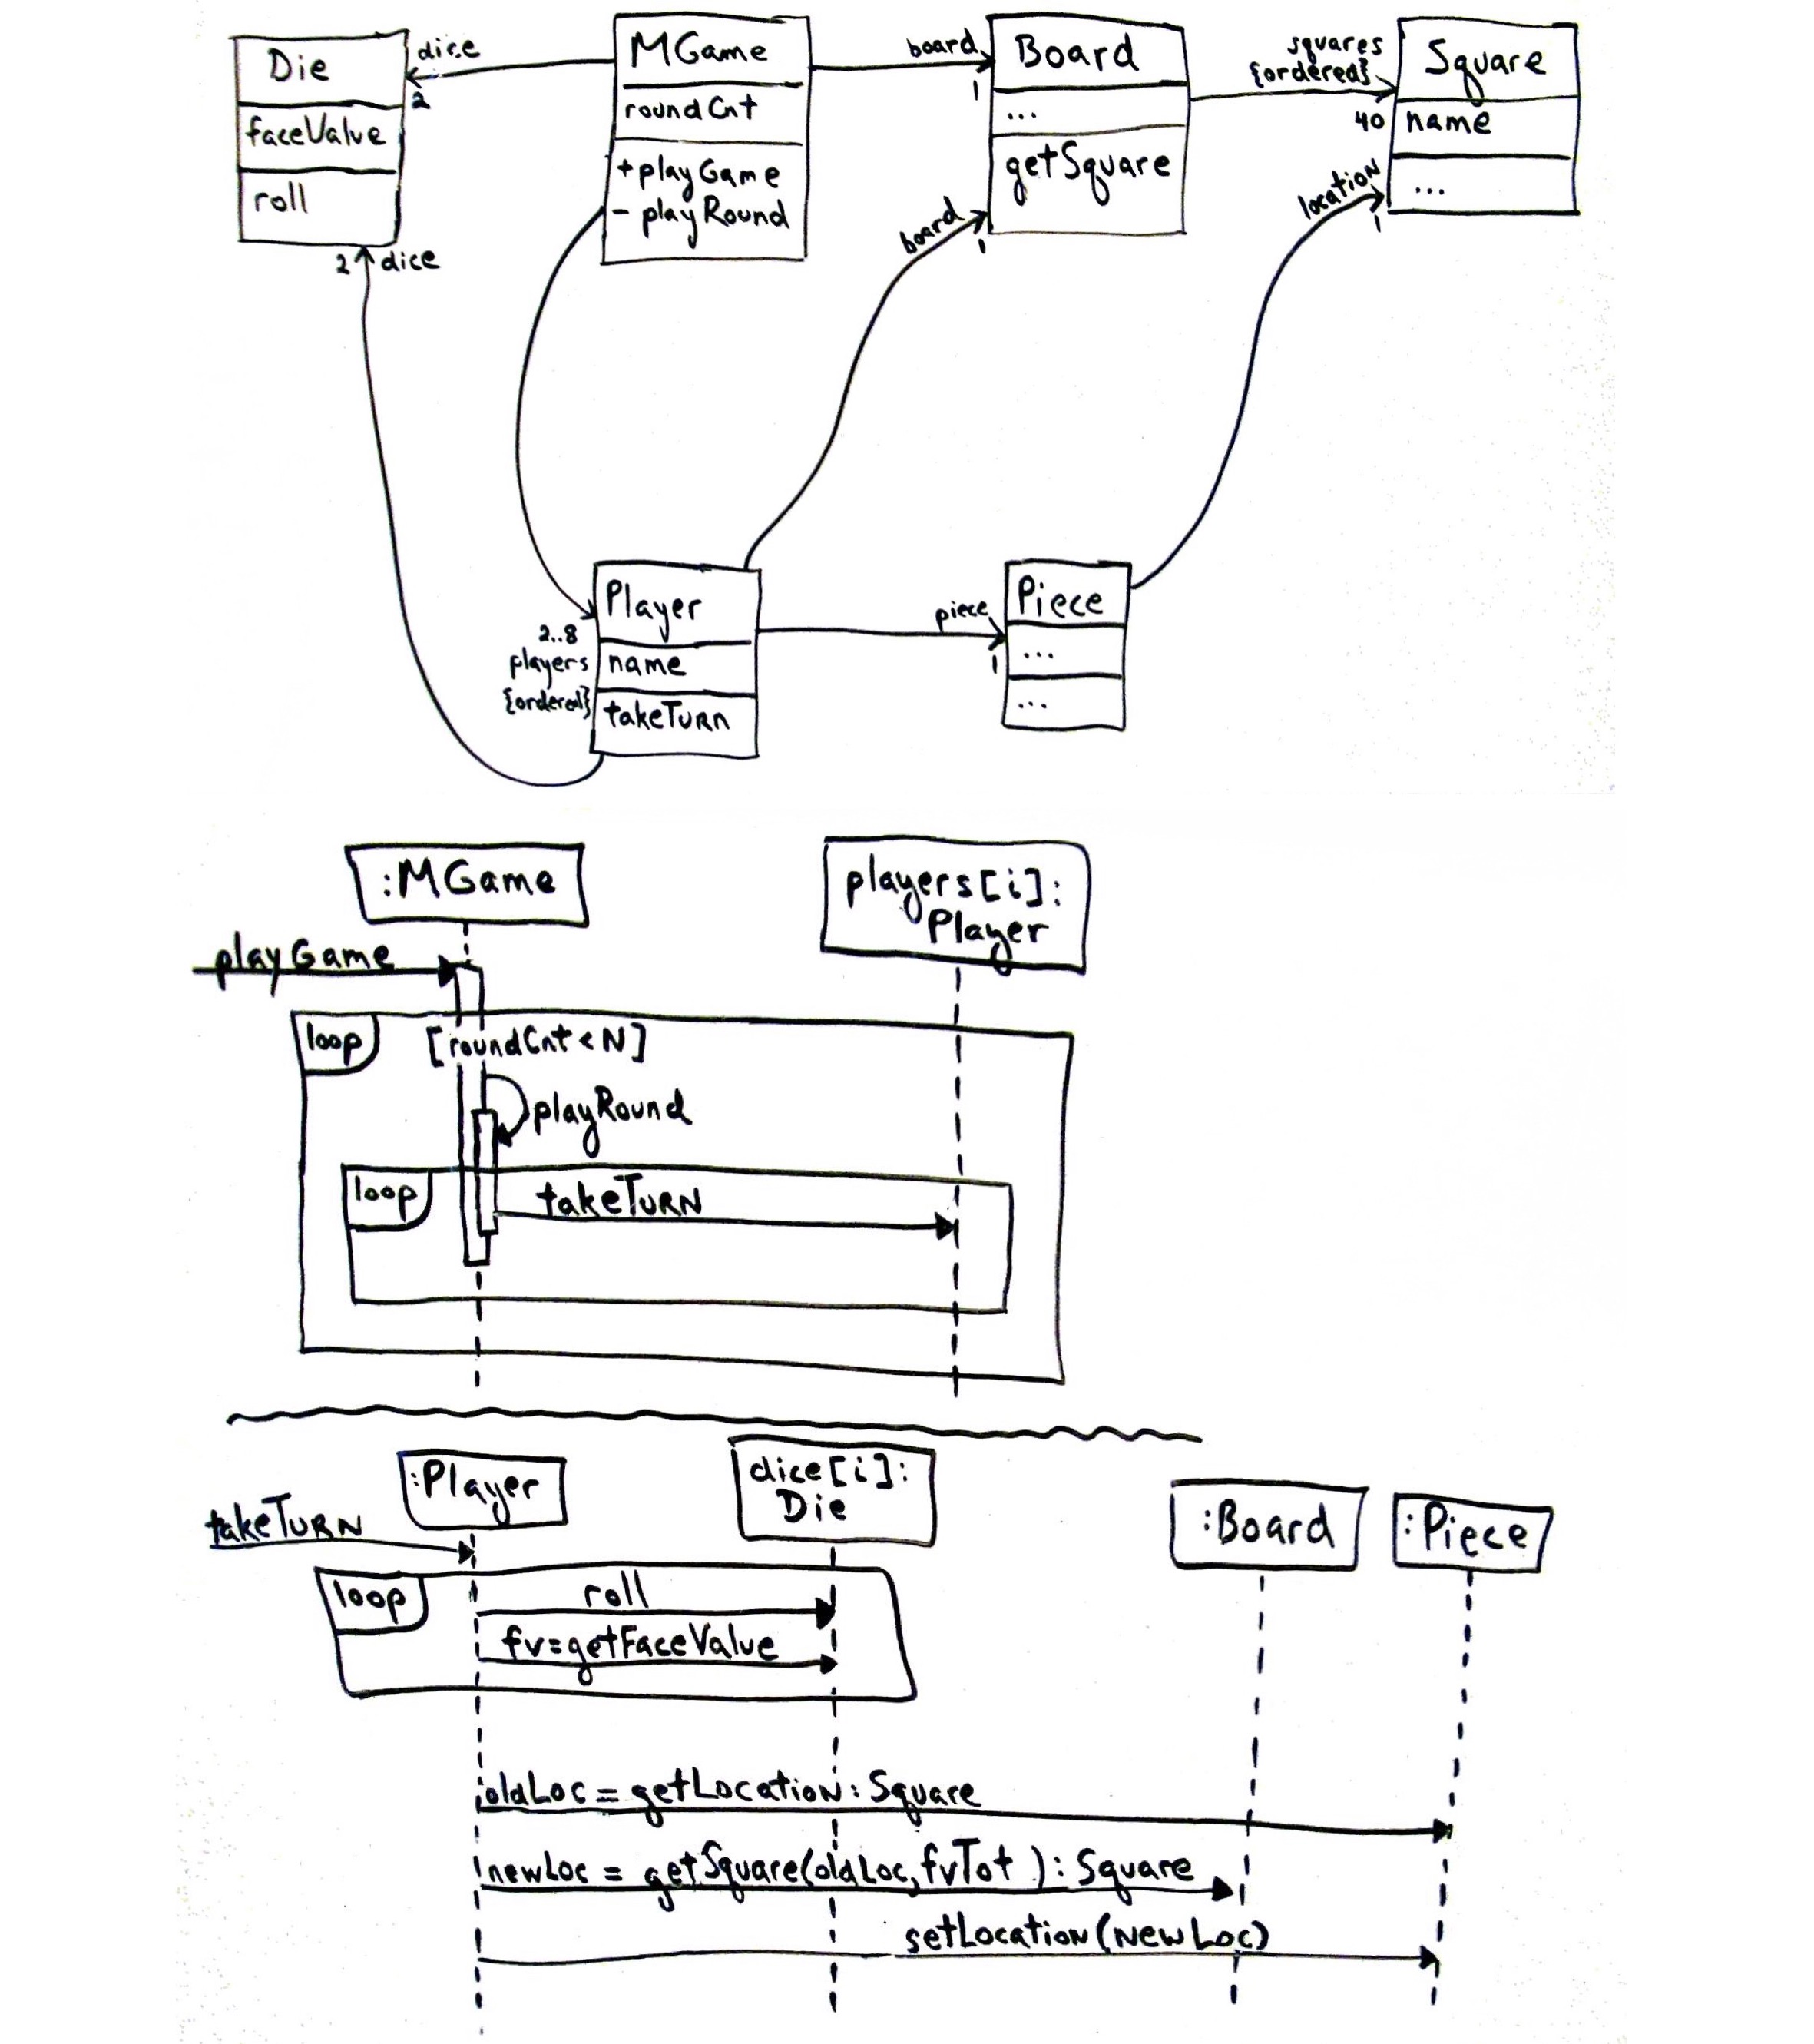 Die
faceValue
roll
dice
2
2
dice
MGame
roundCnt
+playGame
- playRound
board
1
Board
...
getSquare
board
1
squares
{ordered}
40
Square
name
...
location
1
2..8
players
{ordered}
Player
name
takeTurn
piece
1
Piece
...
...
:MGame
players[i]:
Player
playGame
loop
[roundCnt < N]
playRound
loop
takeTurn
:Player
dice[i]:
Die
:Board
:Piece
takeTurn
loop
roll
fv=getFaceValue
oldLoc = getLocation: Square
newLoc = getSquare(oldLoc, fvTot): Square
setLocation(newLoc)